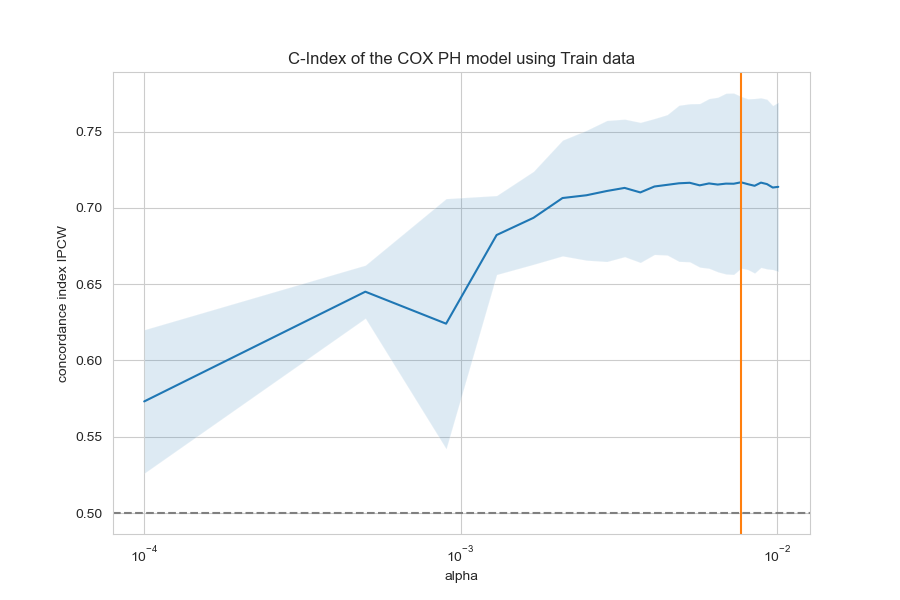 C-Index of the COX PH model using Train data
concordance index IPCW
0.75
0.70
0.65
0.60
0.55
0.50
10⁻⁴ 10⁻³ 10⁻²
alpha